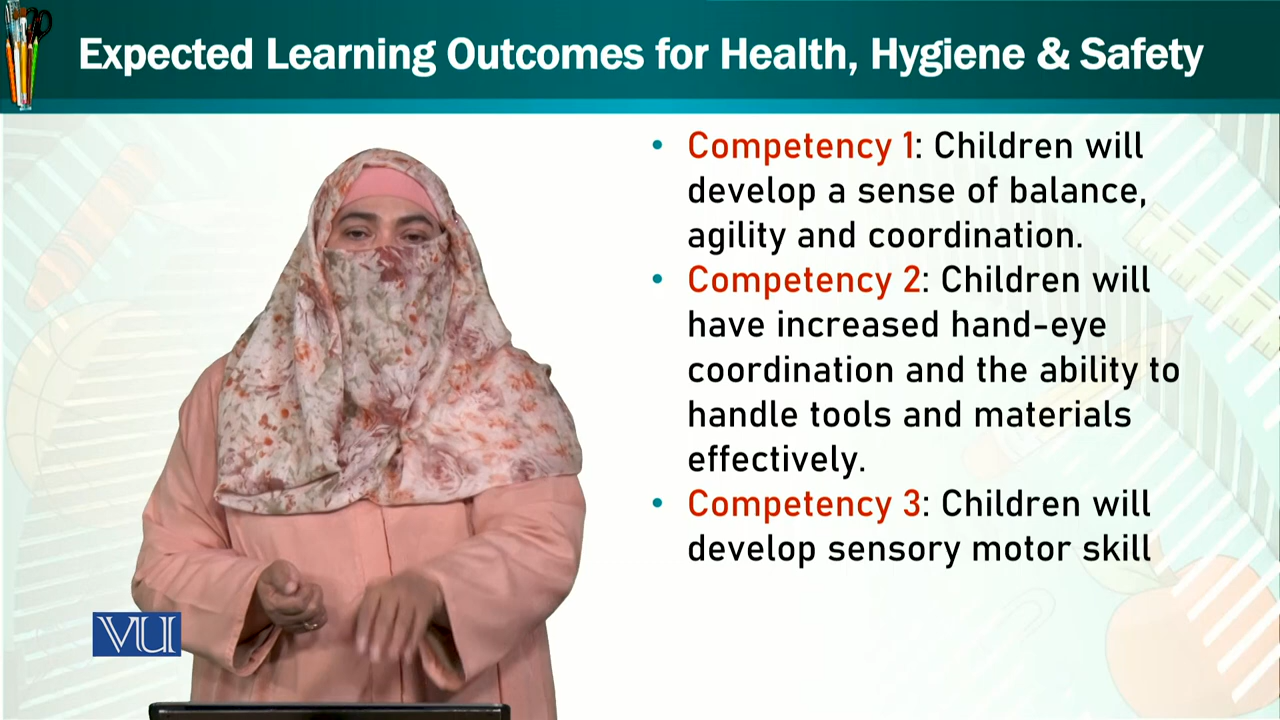 Expected Learning Outcomes for Health, Hygiene & Safety
• Competency 1: Children will
develop a sense of balance,
agility and coordination.
• Competency 2: Children will
have increased hand-eye
coordination and the ability to
handle tools and materials
effectively.
• Competency 3: Children will
develop sensory motor skill
VU